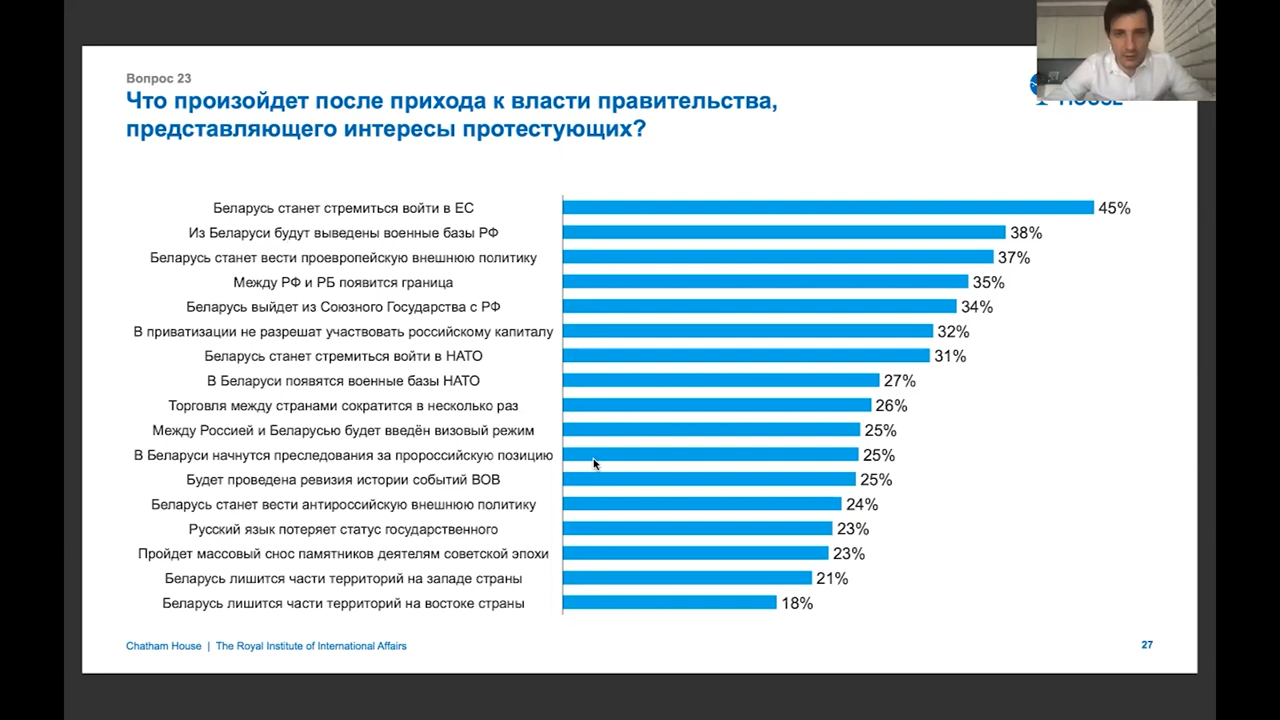 Вопрос 23
Что произойдет после прихода к власти правительства,
представляющего интересы протестующих?
Беларусь станет стремиться войти в ЕС 45%
Из Беларуси будут выведены военные базы РФ 38%
Беларусь станет вести проевропейскую внешнюю политику 37%
Между РФ и РБ появится граница 35%
Беларусь выйдет из Союзного Государства с РФ 34%
В приватизации не разрешат участвовать российскому капиталу 32%
Беларусь станет стремиться войти в НАТО 31%
В Беларуси появятся военные базы НАТО 27%
Торговля между странами сократится в несколько раз 26%
Между Россией и Беларусью будет введён визовый режим 25%
В Беларуси начнутся преследования за пророссийскую позицию 25%
Будет проведена ревизия истории событий ВОВ 25%
Беларусь станет вести антироссийскую внешнюю политику 24%
Русский язык потеряет статус государственного 23%
Пройдет массовый снос памятников деятелям советской эпохи 23%
Беларусь лишится части территорий на западе страны 21%
Беларусь лишится части территорий на востоке страны 18%
Chatham House | The Royal Institute of International Affairs
27